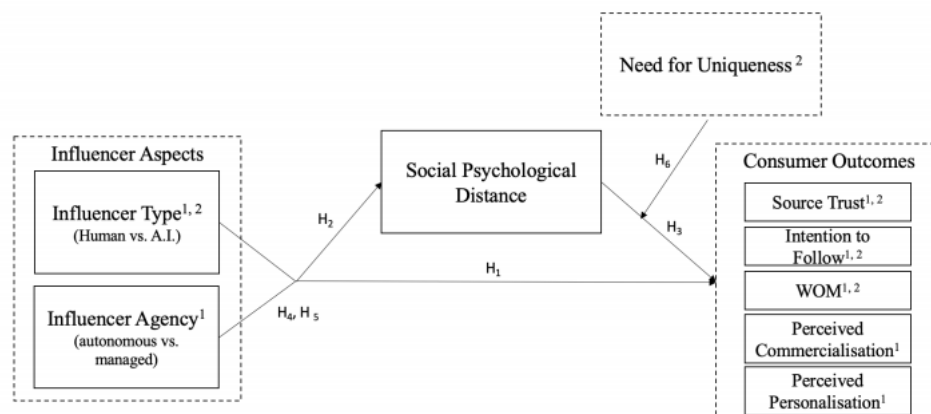 Need for Uniqueness ²
Influencer Aspects
Influencer Type¹, ²
(Human vs. A.I.)
Influencer Agency¹
(autonomous vs.
managed)
Social Psychological
Distance
H₂
H₁
H₄, H ₅
H₆
H₃
Consumer Outcomes
Source Trust¹, ²
Intention to
Follow¹, ²
WOM¹, ²
Perceived
Commercialisation¹
Perceived
Personalisation¹